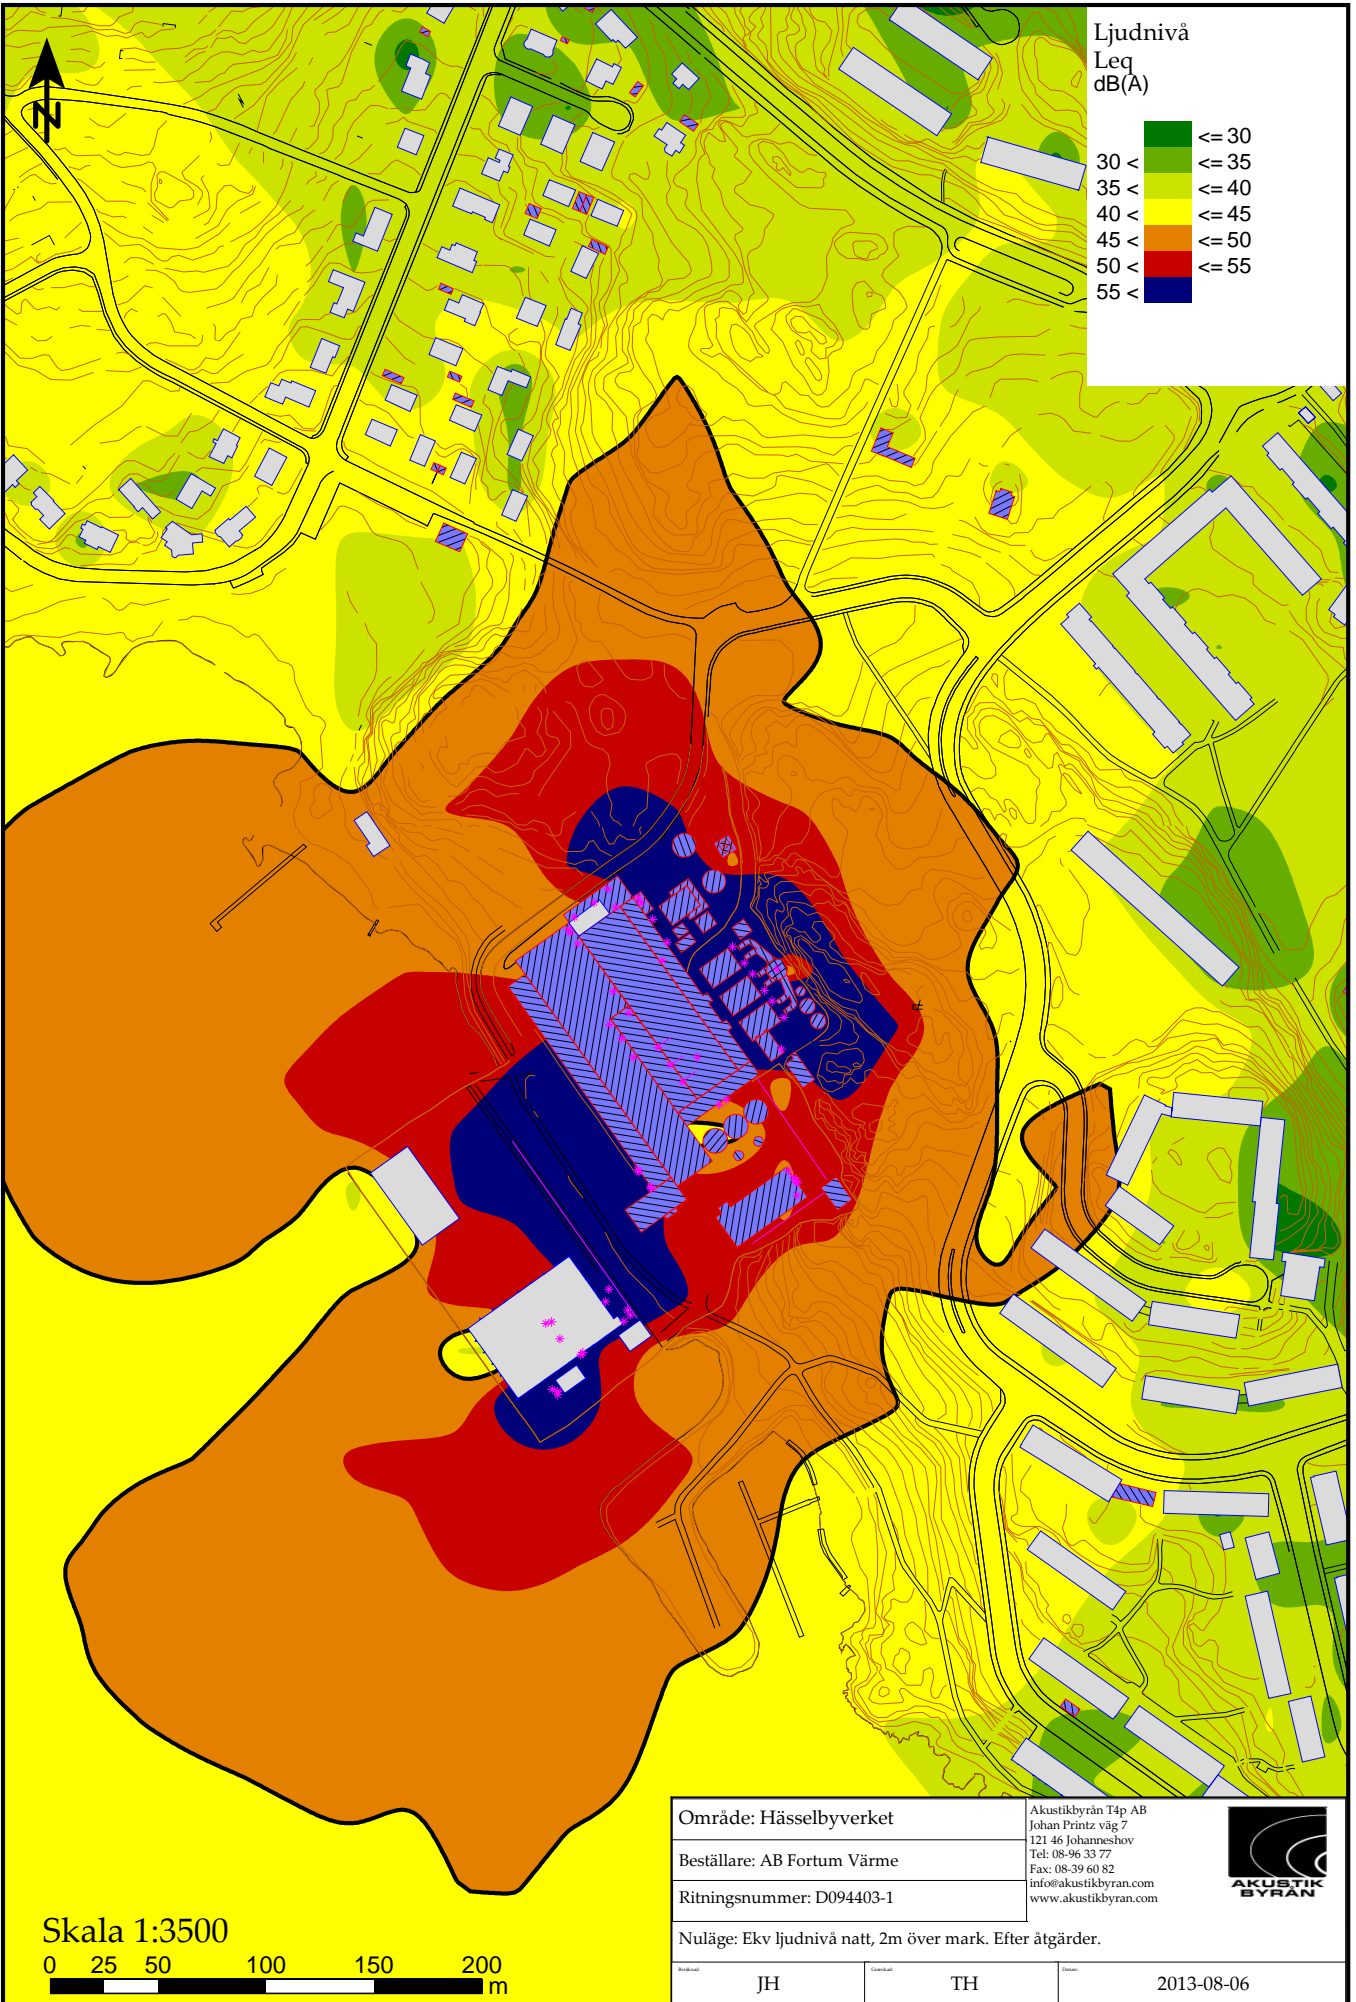 N
Ljudnivå
Leq
dB(A)
<= 30
30 < <= 35
35 < <= 40
40 < <= 45
45 < <= 50
50 < <= 55
55 <
Område: Hässelbyverket
Beställare: AB Fortum Värme
Ritningsnummer: D094403-1
Akustikbyrån T4p AB
Johan Printz väg 7
121 46 Johanneshov
Tel: 08-96 33 77
Fax: 08-39 60 82
info@akustikbyran.com
www.akustikbyran.com
AKUSTIK
BYRÅN
Nuläge: Ekv ljudnivå natt, 2m över mark. Efter åtgärder.
JH
TH
2013-08-06
Skala 1:3500
0 25 50 100 150 200
m